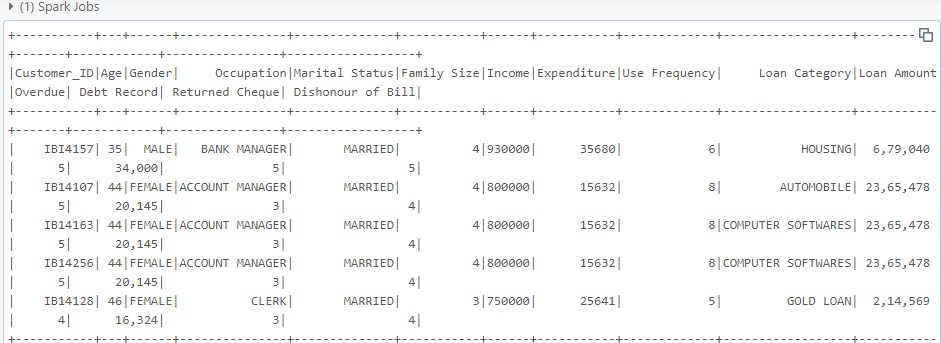 (1) Spark Jobs
+-----------+---+------+---------------+--------------+-----------+------+-----------+-------------+------------------+-----------
+-------+------------+----------------+------------------+
|Customer_ID|Age|Gender|     Occupation|Marital Status|Family Size|Income|Expenditure|Use Frequency|     Loan Category|Loan Amount
|Overdue| Debt Record| Returned Cheque| Dishonour of Bill|
+-----------+---+------+---------------+--------------+-----------+------+-----------+-------------+------------------+-----------
+-------+------------+----------------+------------------+
|    IBI4157| 35|  MALE|   BANK MANAGER|       MARRIED|          4|930000|      35680|            6|           HOUSING|  6,79,040
|      5|      34,000|               5|                 5|
|    IB14107| 44|FEMALE|ACCOUNT MANAGER|       MARRIED|          4|800000|      15632|            8|        AUTOMOBILE| 23,65,478
|      5|      20,145|               3|                 4|
|    IB14163| 44|FEMALE|ACCOUNT MANAGER|       MARRIED|          4|800000|      15632|            8|COMPUTER SOFTWARES| 23,65,478
|      5|      20,145|               3|                 4|
|    IB14256| 44|FEMALE|ACCOUNT MANAGER|       MARRIED|          4|800000|      15632|            8|COMPUTER SOFTWARES| 23,65,478
|      5|      20,145|               3|                 4|
|    IB14128| 46|FEMALE|          CLERK|       MARRIED|          3|750000|      25641|            5|         GOLD LOAN|  2,14,569
|      4|      16,324|               3|                 4|
+-----------+---+------+---------------+--------------+-----------+------+-----------+-------------+------------------+-----------